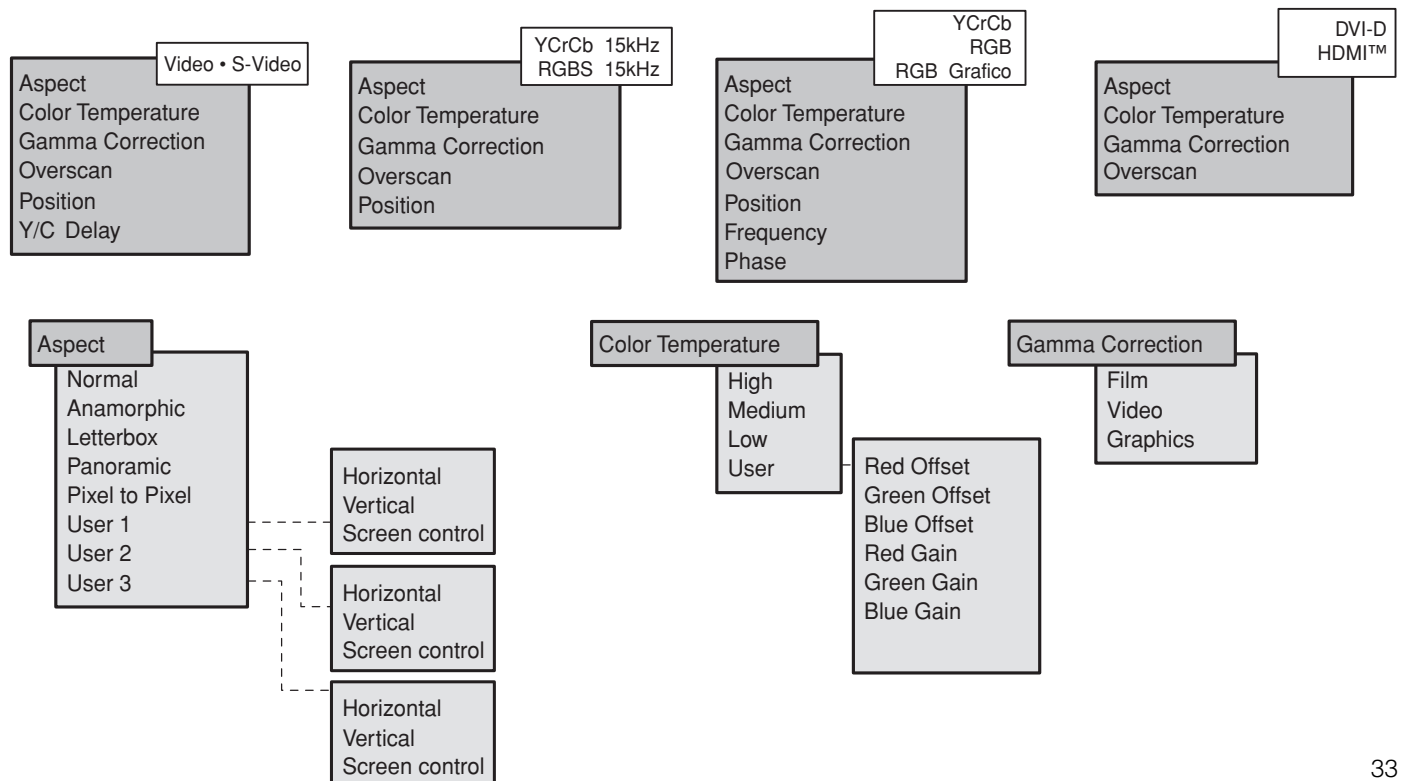 Video • S-Video
Aspect
Color Temperature
Gamma Correction
Overscan
Position
Y/C Delay
YCrCb 15kHz
RGBS 15kHz
Aspect
Color Temperature
Gamma Correction
Overscan
Position
YCrCb
RGB
RGB Grafico
Aspect
Color Temperature
Gamma Correction
Overscan
Position
Frequency
Phase
DVI-D
HDMI™
Aspect
Color Temperature
Gamma Correction
Overscan
Aspect
Normal
Anamorphic
Letterbox
Panoramic
Pixel to Pixel
User 1
User 2
User 3
Horizontal
Vertical
Screen control
Horizontal
Vertical
Screen control
Horizontal
Vertical
Screen control
Color Temperature
High
Medium
Low
User
Red Offset
Green Offset
Blue Offset
Red Gain
Green Gain
Blue Gain
Gamma Correction
Film
Video
Graphics
33